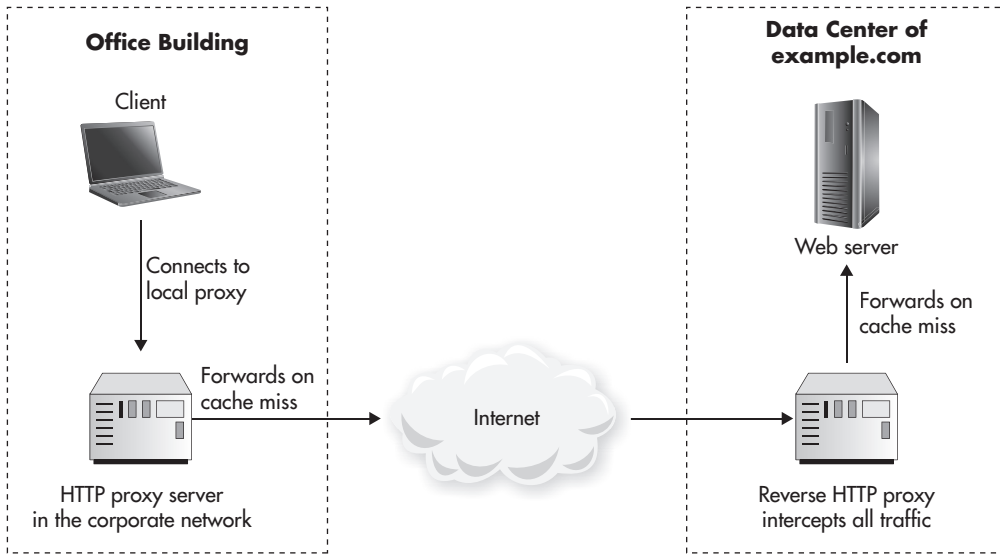 Office Building
Client
Connects to
local proxy
Forwards on
cache miss
HTTP proxy server
in the corporate network
Internet
Data Center of
example.com
Web server
Forwards on
cache miss
Reverse HTTP proxy
intercepts all traffic